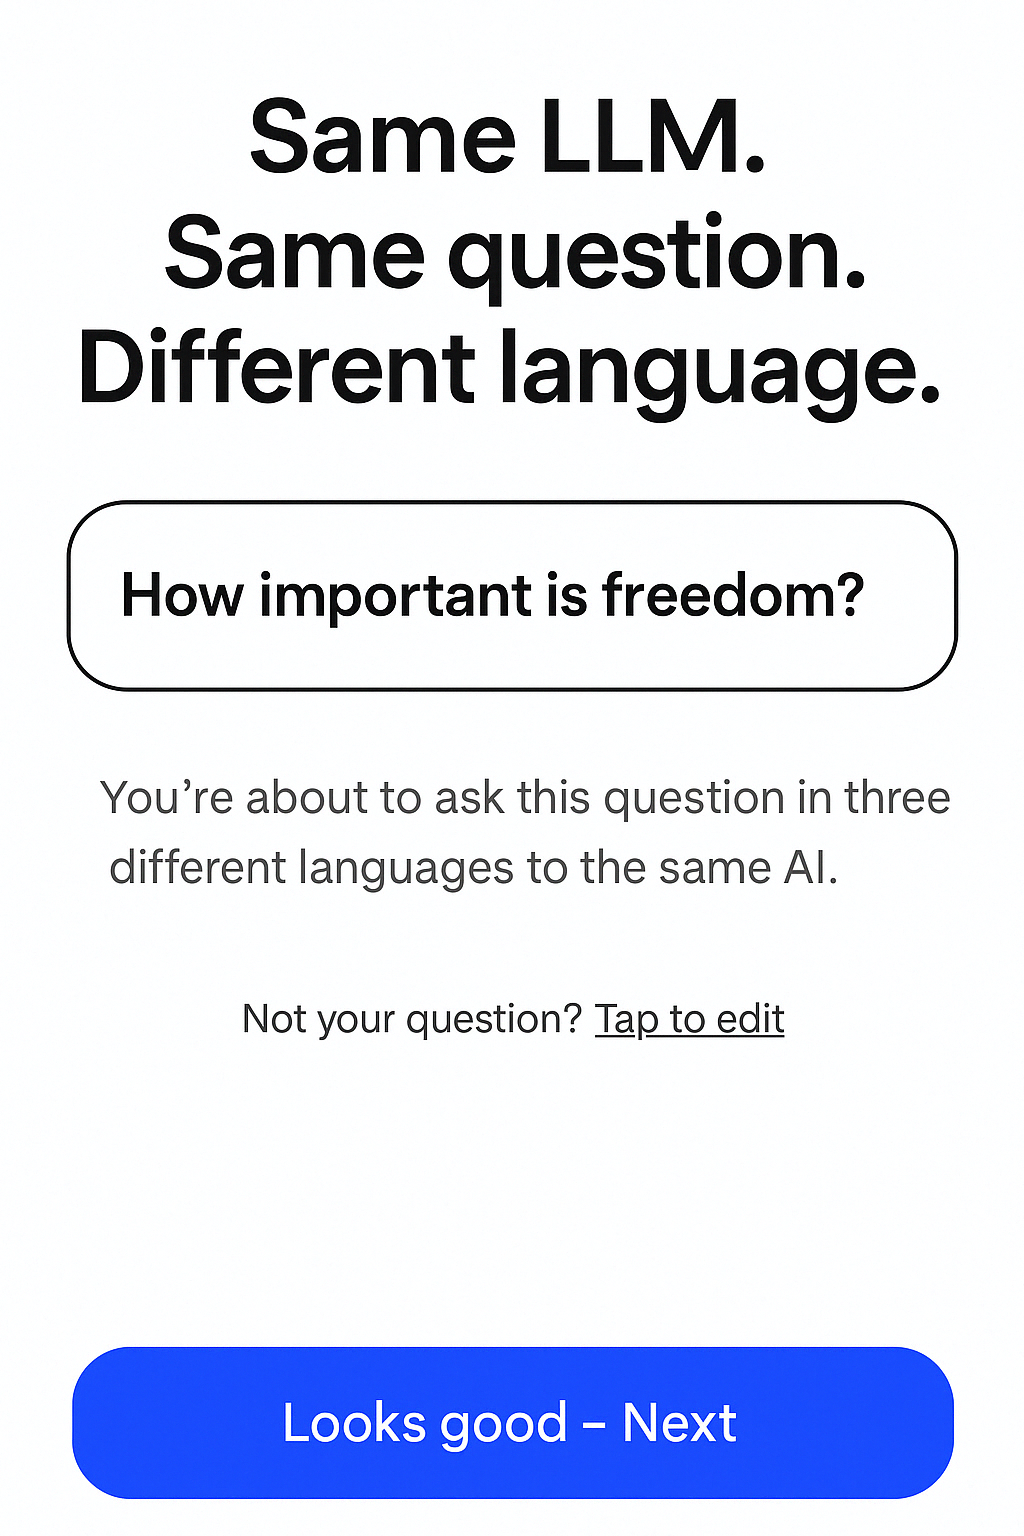 Same LLM.
Same question.
Different language.
How important is freedom?
You’re about to ask this question in three
different languages to the same AI.
Not your question? Tap to edit
Looks good – Next